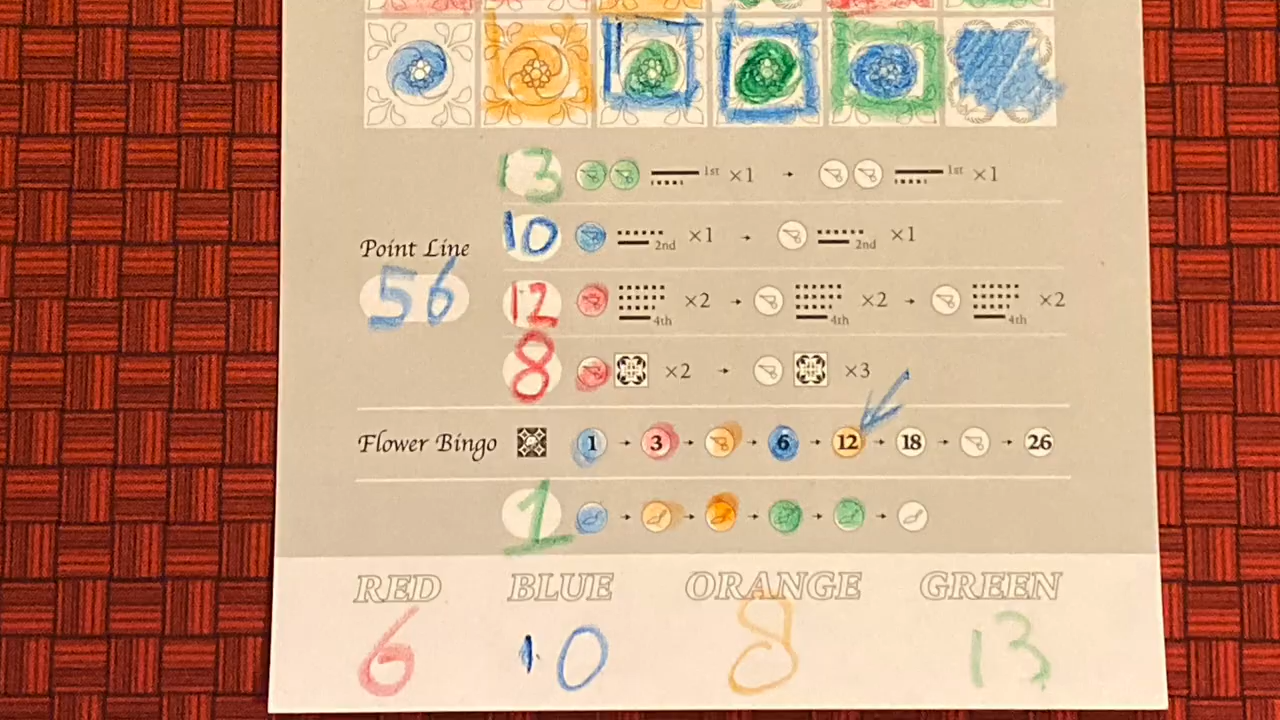 13 1st ×1 1st ×1
10 2nd ×1 2nd ×1
Point Line
56
12 4th ×2 4th ×2 4th ×2
8 ×2 ×3
Flower Bingo 1 3 6 12 18 26
1
RED BLUE ORANGE GREEN
6 10 8 13